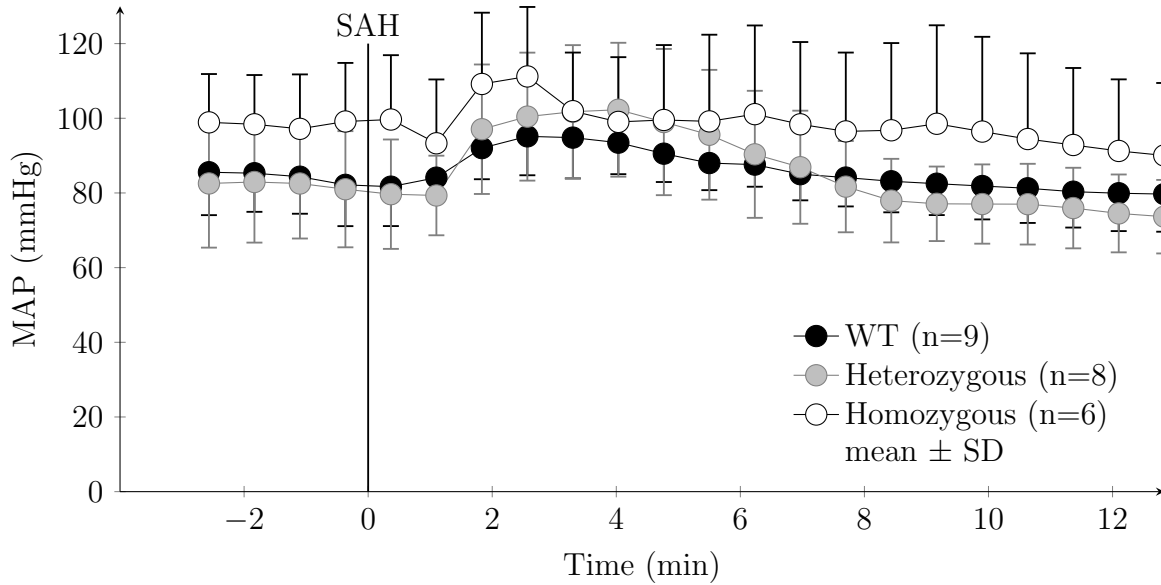 SAH
120
100
80
60
40
20
0
MAP (mmHg)
WT (n=9)
Heterozygous (n=8)
Homozygous (n=6)
mean ± SD
−2 0 2 4 6 8 10 12
Time (min)